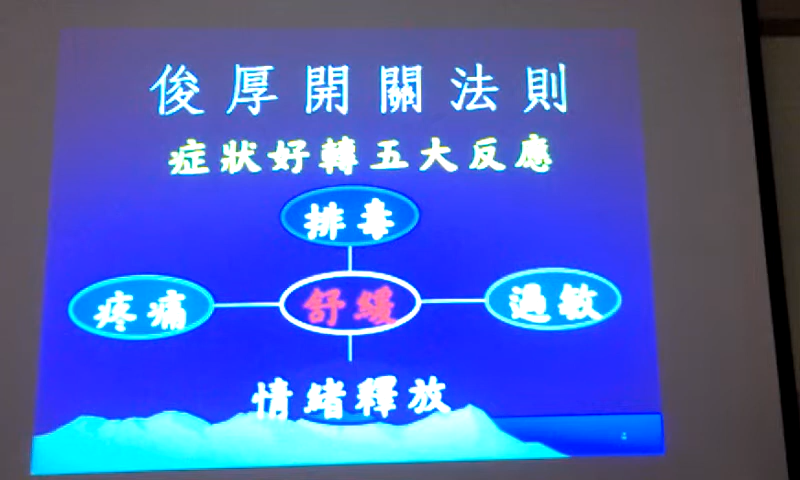 俊厚開關法則
症狀好轉五大反應
排毒
疼痛
舒緩
過敏
情緒釋放